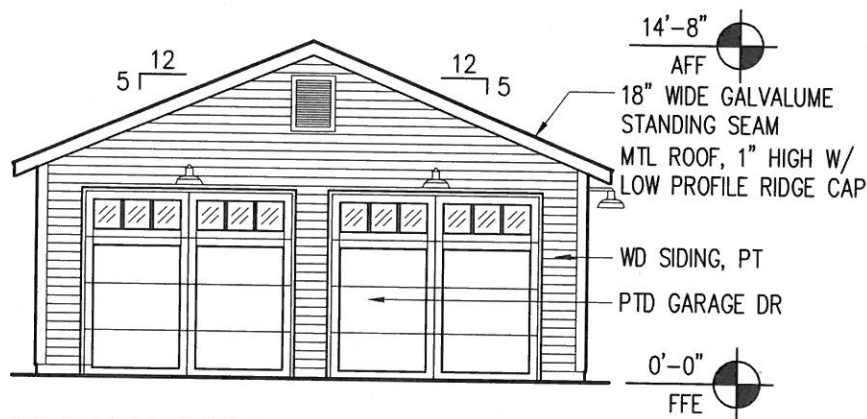 14'-8"
AFF
12
5
12
5
18" WIDE GALVALUME
STANDING SEAM
MTL ROOF, 1" HIGH W/
LOW PROFILE RIDGE CAP
WD SIDING, PT
PTD GARAGE DR
0'-0"
FFE